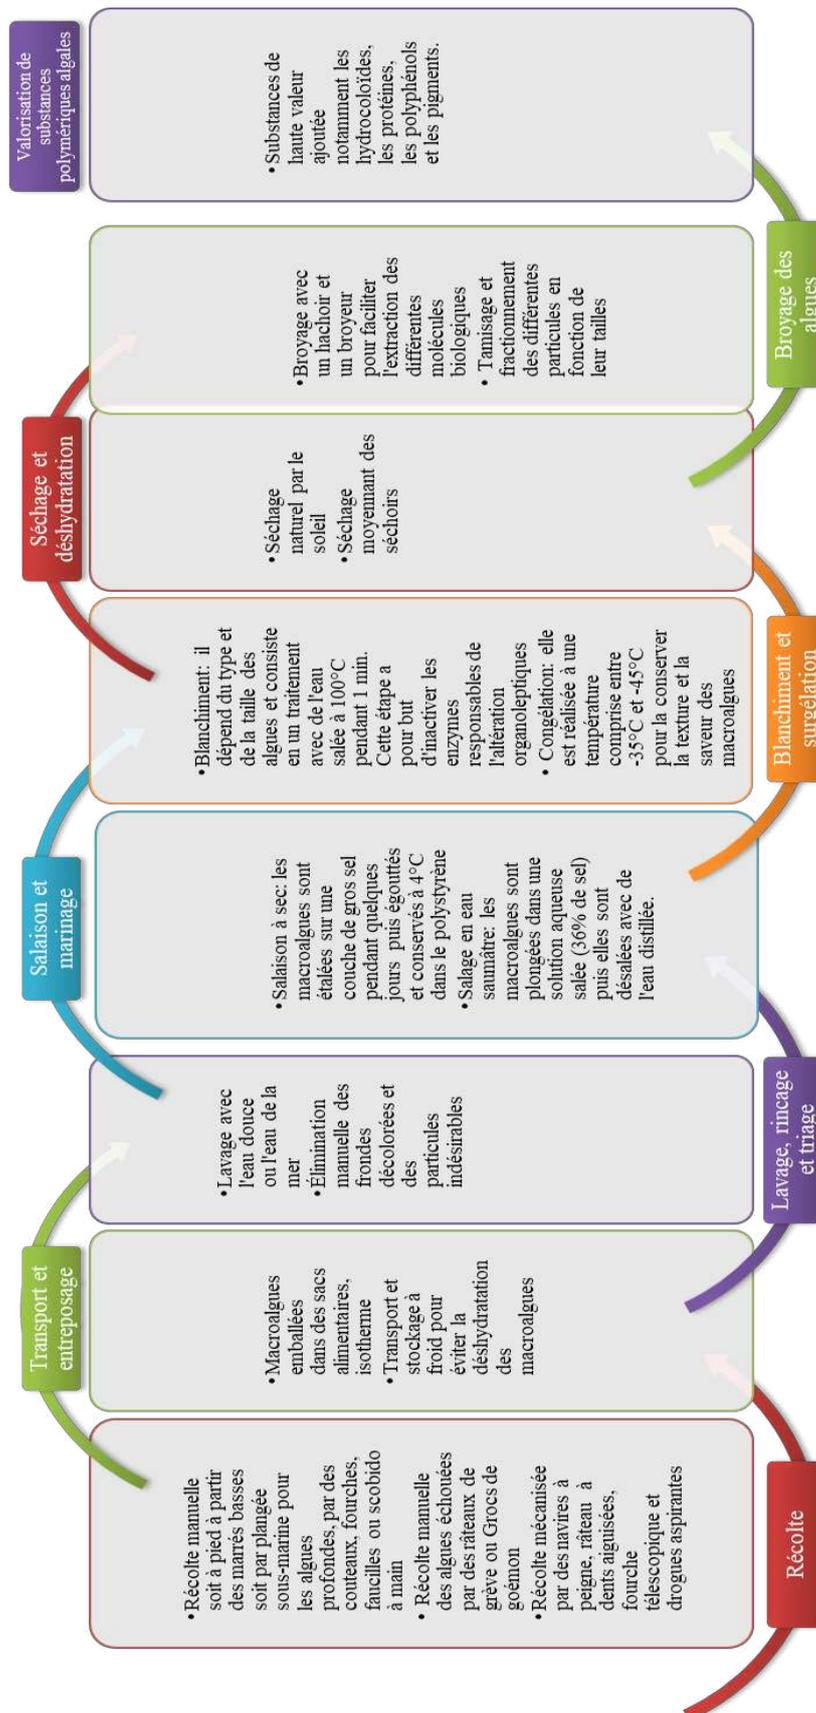 Récolte
•Récolte manuelle
soit à pied à partir
des marrés basses
soit par plangée
sous-marine pour
les algues
profondes, par des
couteaux, fourches,
faucilles ou scobido
à main
• Récolte manuelle
des algues échouées
par des râteaux de
grève ou Grocs de
goémon
•Récolte mécanisée
par des navires à
peigne, râteau à
dents aiguisées,
fourche
télescopique et
drogues aspirantes
Transport et
entreposage
•Macroalgues
emballées
dans des sacs
alimentaires,
isotherme
•Transport et
stockage à
froid pour
éviter la
déshydratation
des
macroalgues
Lavage, rincage
et triage
•Lavage avec
l'eau douce
ou l'eau de la
mer
•Élimination
manuelle des
frondes
décolorées et
des
particules
indésirables
Salaison et
marinage
•Salaison à sec: les
macroalgues sont
étalées sur une
couche de gros sel
pendant quelques
jours puis égouttés
et conservés à 4°C
dans le polystyrène
•Salage en eau
saumâtre: les
macroalgues sont
plongées dans une
solution aqueuse
salée (36% de sel)
puis elles sont
désalées avec de
l'eau distillée.
Blanchiment et
surgélation
•Blanchiment: il
dépend du type et
de la taille des
algues et consiste
en un traitement
avec de l'eau
salée à 100°C
pendant 1 min.
Cette étape a
pour but
d'inactiver les
enzymes
responsables de
l'altération
organoleptiques
• Congélation: elle
est réalisée à une
température
comprise entre
-35°C et -45°C
pour la conserver
la texture et la
saveur des
macroalgues
Séchage et
déshydratation
•Séchage
naturel par le
soleil
•Séchage
moyennant des
séchoirs
Broyage des
algues
•Broyage avec
un hachoir et
un broyeur
pour faciliter
l'extraction des
différentes
molécules
biologiques
• Tamisage et
fractionnement
des différentes
particules en
fonction de
leur tailles
Valorisation de
substances
polymériques algales
•Substances de
haute valeur
ajoutée
notamment les
hydrocoloïdes,
les protéines,
les polyphénols
et les pigments.